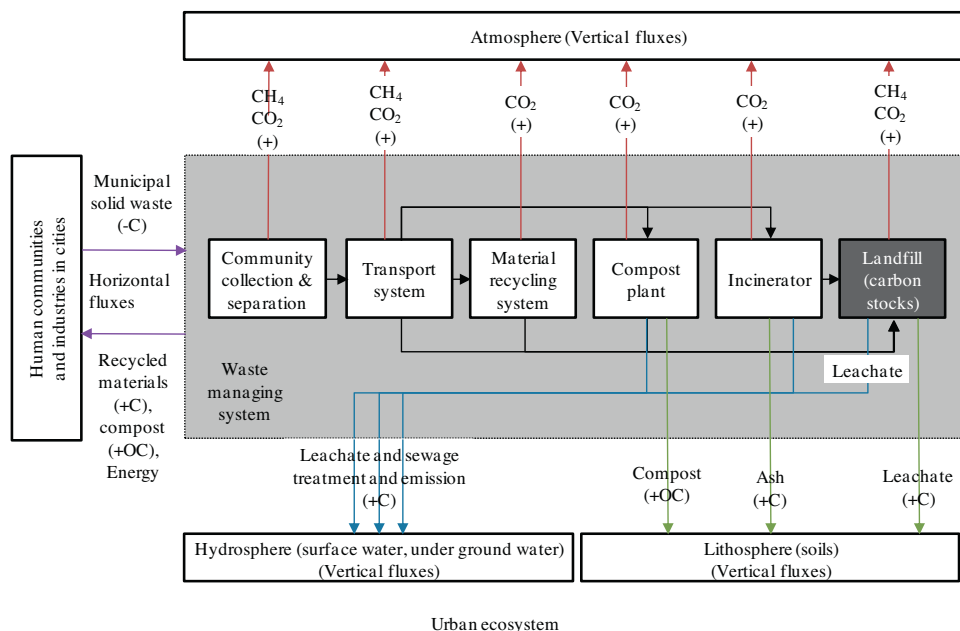 Atmosphere (Vertical fluxes)
CH₄
CO₂
(+)
CH₄
CO₂
(+)
CO₂
(+)
CO₂
(+)
CO₂
(+)
CH₄
CO₂
(+)
Human communities
and industries in cities
Municipal
solid waste
(-C)
Horizontal
fluxes
Recycled
materials
(+C),
compost
(+OC),
Energy
Community
collection &
separation
Transport
system
Material
recycling
system
Compost
plant
Incinerator
Landfill
(carbon
stocks)
Leachate
Waste
managing
system
Leachate and sewage
treatment and emission
(+C)
Compost
(+OC)
Ash
(+C)
Leachate
(+C)
Hydrosphere (surface water, under ground water)
(Vertical fluxes)
Lithosphere (soils)
(Vertical fluxes)
Urban ecosystem